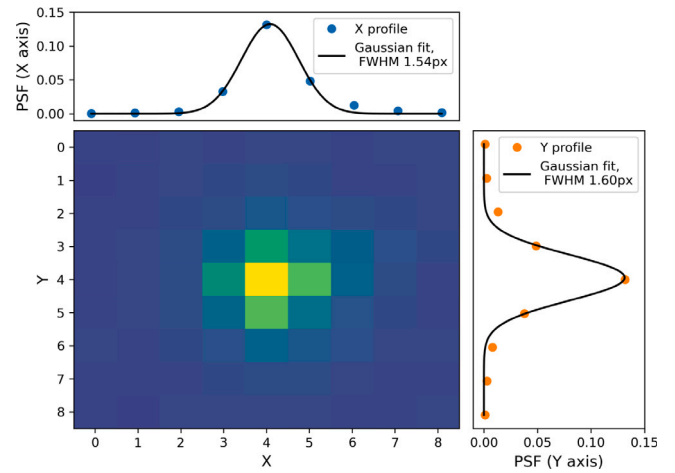 0.15
0.10
0.05
0.00
PSF (X axis)
X profile
Gaussian fit,
FWHM 1.54px
0
1
2
3
4
5
6
7
8
Y
0 1 2 3 4 5 6 7 8
X
Y profile
Gaussian fit,
FWHM 1.60px
0.00 0.05 0.10 0.15
PSF (Y axis)